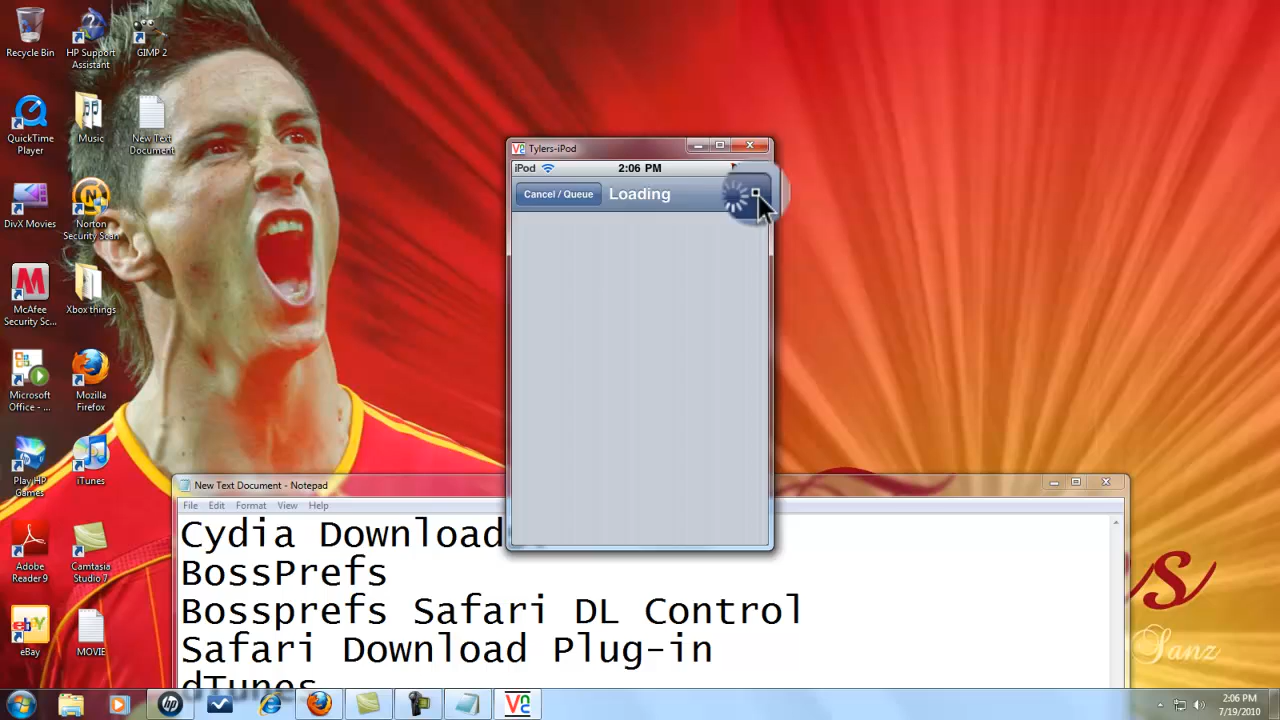 Recycle Bin
HP Support
Assistant
GIMP 2
QuickTime
Player
Music
New Text
Document
DivX Movies
Norton
Security Scan
McAfee
Security Sc...
Xbox things
Microsoft
Office - ...
Mozilla
Firefox
Play HP
Games
iTunes
Adobe
Reader 9
Camtasia
Studio 7
eBay
MOVIE
Tylers-iPod
iPod
2:06 PM
Cancel / Queue
Loading
New Text Document - Notepad
File Edit Format View Help
Cydia Download
BossPrefs
Bossprefs Safari DL Control
Safari Download Plug-in
dTunes
Sanz
2:06 PM
7/19/2010